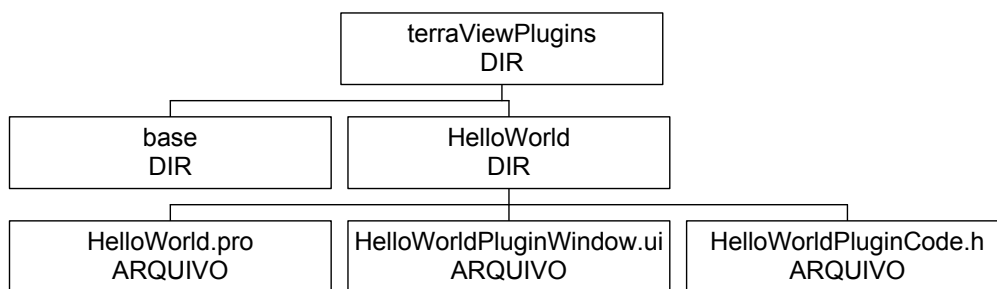 terraViewPlugins
DIR
base
DIR
HelloWorld
DIR
HelloWorld.pro
ARQUIVO
HelloWorldPluginWindow.ui
ARQUIVO
HelloWorldPluginCode.h
ARQUIVO